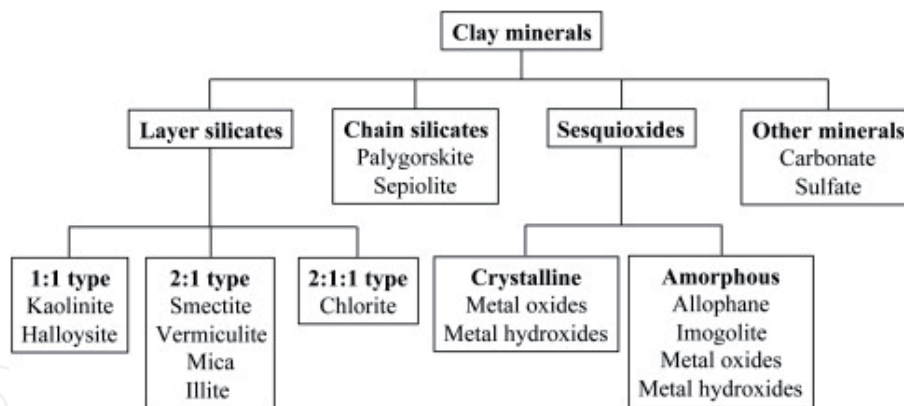 Clay minerals
Layer silicates
Chain silicates
Palygorskite
Sepiolite
Sesquioxides
Other minerals
Carbonate
Sulfate
1:1 type
Kaolinite
Halloysite
2:1 type
Smectite
Vermiculite
Mica
Illite
2:1:1 type
Chlorite
Crystalline
Metal oxides
Metal hydroxides
Amorphous
Allophane
Imogolite
Metal oxides
Metal hydroxides